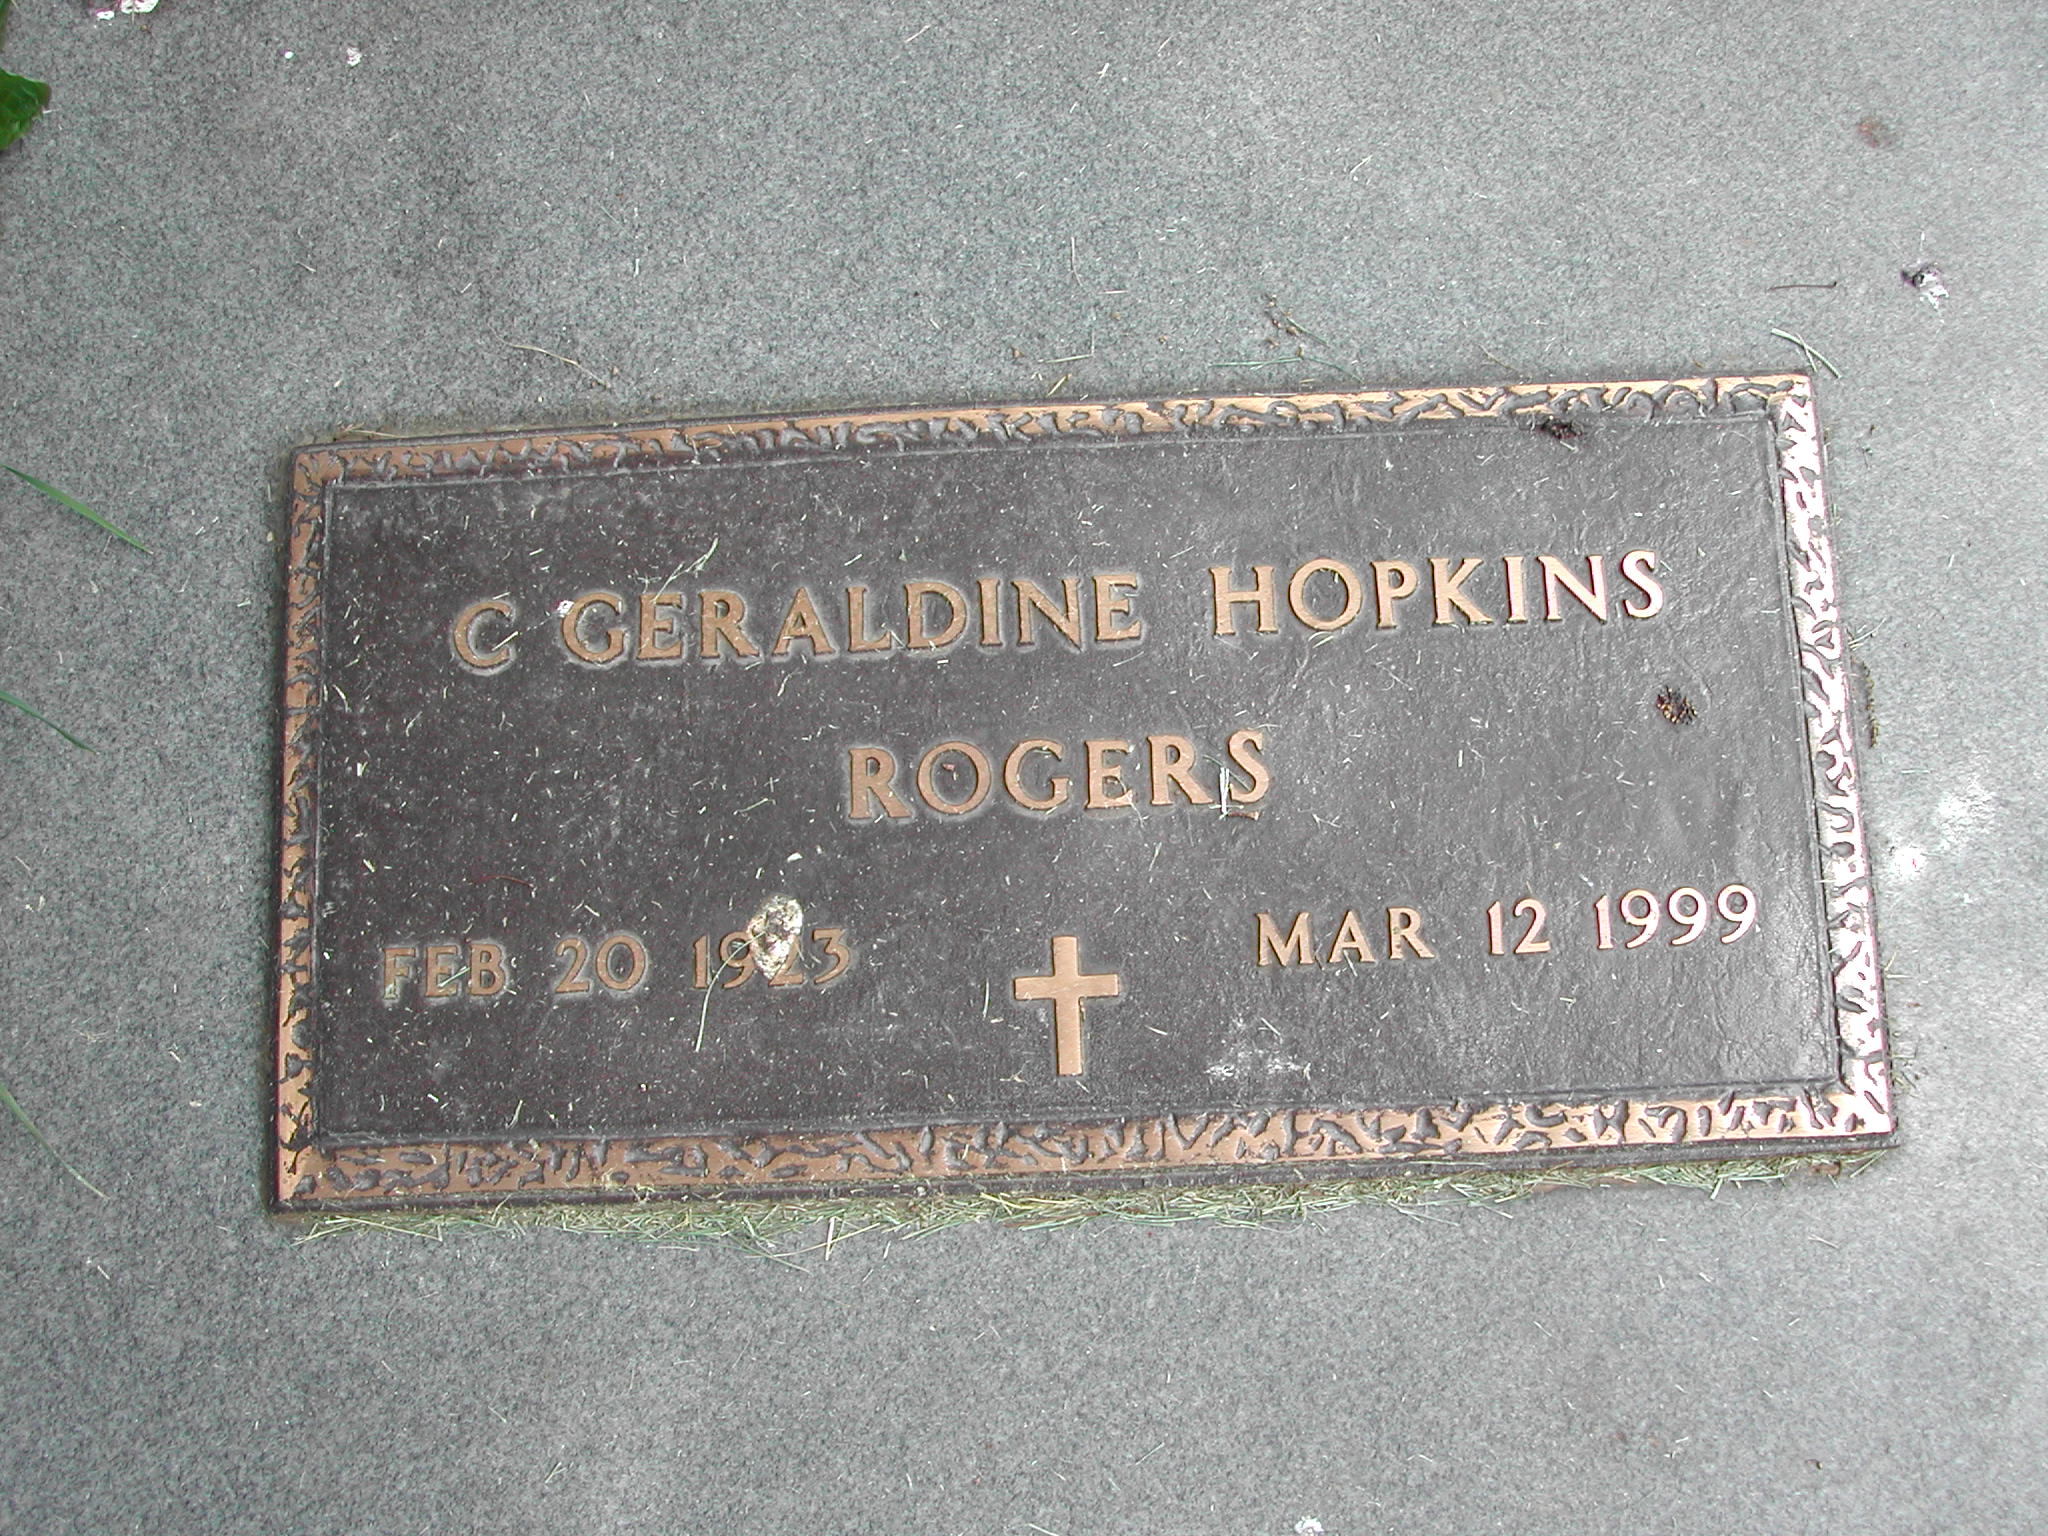 C GERALDINE HOPKINS
ROGERS
FEB 20 1923
MAR 12 1999